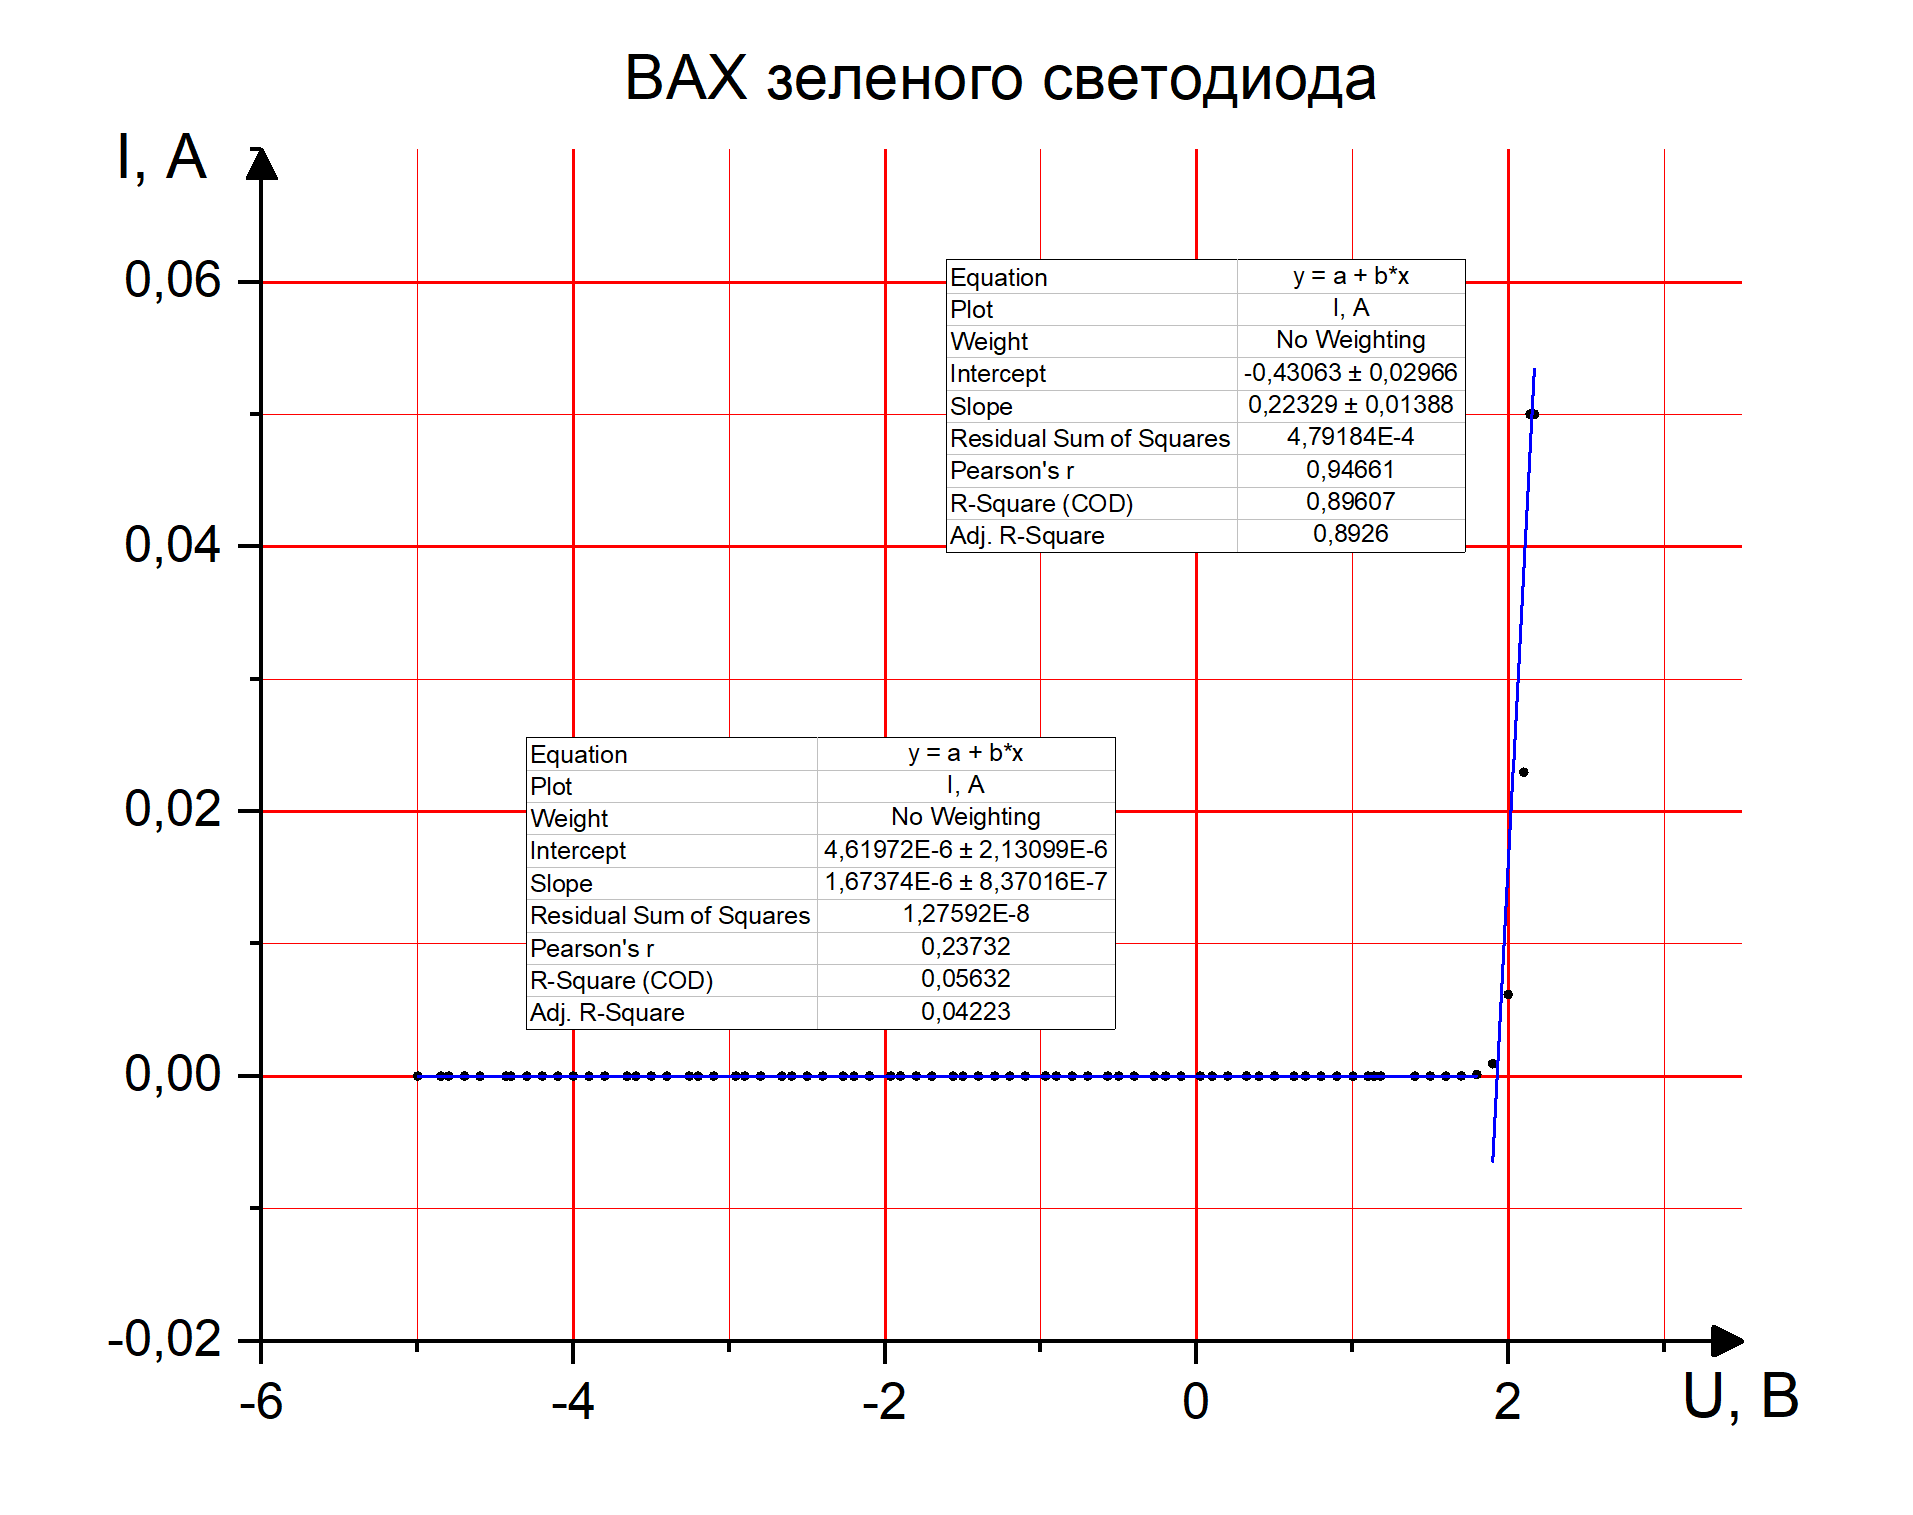 ВАХ зеленого светодиода
I, А
0,06
0,04
0,02
0,00
-0,02
Equation y = a + b*x
Plot I, A
Weight No Weighting
Intercept -0,43063 ± 0,02966
Slope 0,22329 ± 0,01388
Residual Sum of Squares 4,79184E-4
Pearson's r 0,94661
R-Square (COD) 0,89607
Adj. R-Square 0,8926
Equation y = a + b*x
Plot I, A
Weight No Weighting
Intercept 4,61972E-6 ± 2,13099E-6
Slope 1,67374E-6 ± 8,37016E-7
Residual Sum of Squares 1,27592E-8
Pearson's r 0,23732
R-Square (COD) 0,05632
Adj. R-Square 0,04223
-6 -4 -2 0 2
U, В